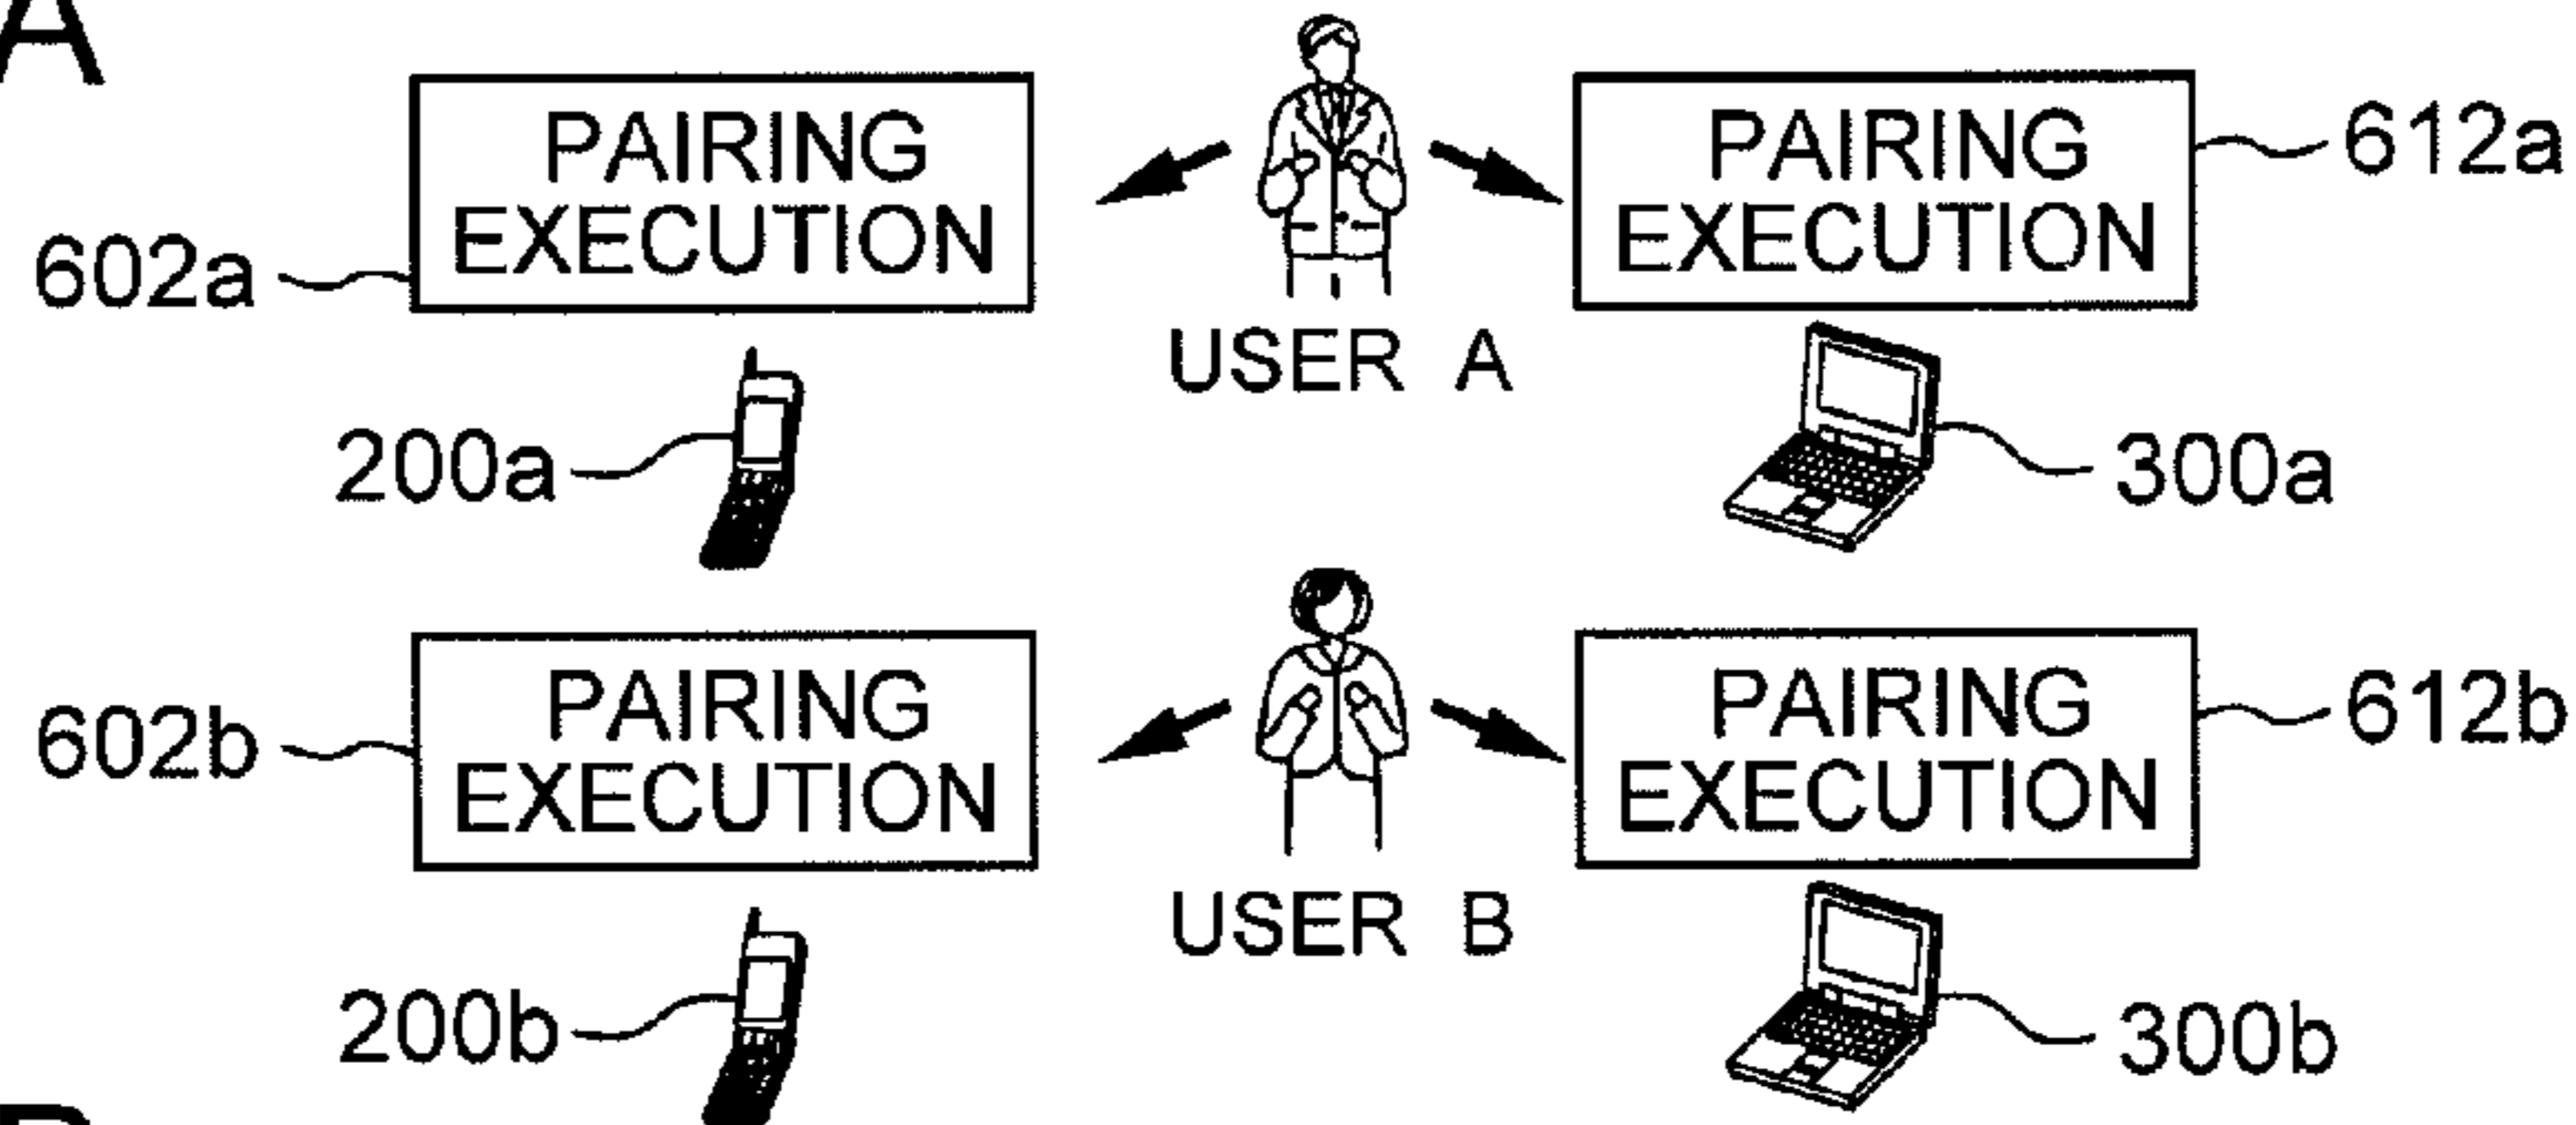 A
PAIRING
EXECUTION
602a
200a
USER A
PAIRING
EXECUTION
612a
300a
PAIRING
EXECUTION
602b
200b
USER B
PAIRING
EXECUTION
612b
300b